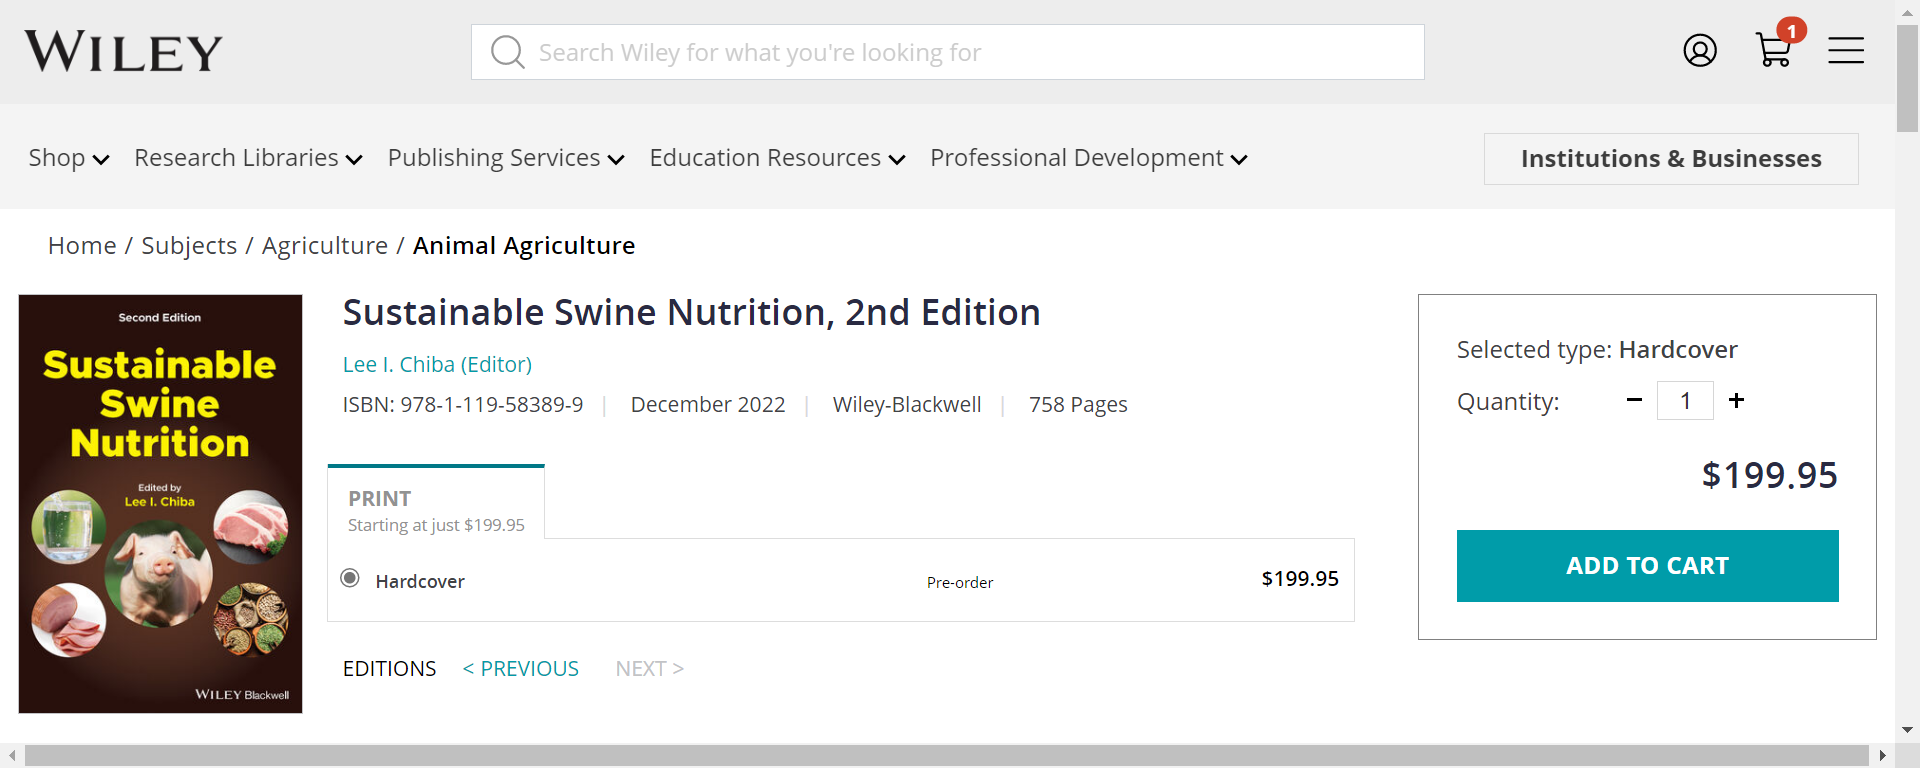 WILEY
Search Wiley for what you're looking for
1
Shop
Research Libraries
Publishing Services
Education Resources
Professional Development
Institutions & Businesses
Home / Subjects / Agriculture / Animal Agriculture
Second Edition
Sustainable
Swine
Nutrition
Edited by
Lee I. Chiba
WILEY Blackwell
Sustainable Swine Nutrition, 2nd Edition
Lee I. Chiba (Editor)
ISBN: 978-1-119-58389-9 | December 2022 | Wiley-Blackwell | 758 Pages
PRINT
Starting at just $199.95
Hardcover Pre-order $199.95
EDITIONS < PREVIOUS NEXT >
Selected type: Hardcover
Quantity: − 1 +
$199.95
ADD TO CART